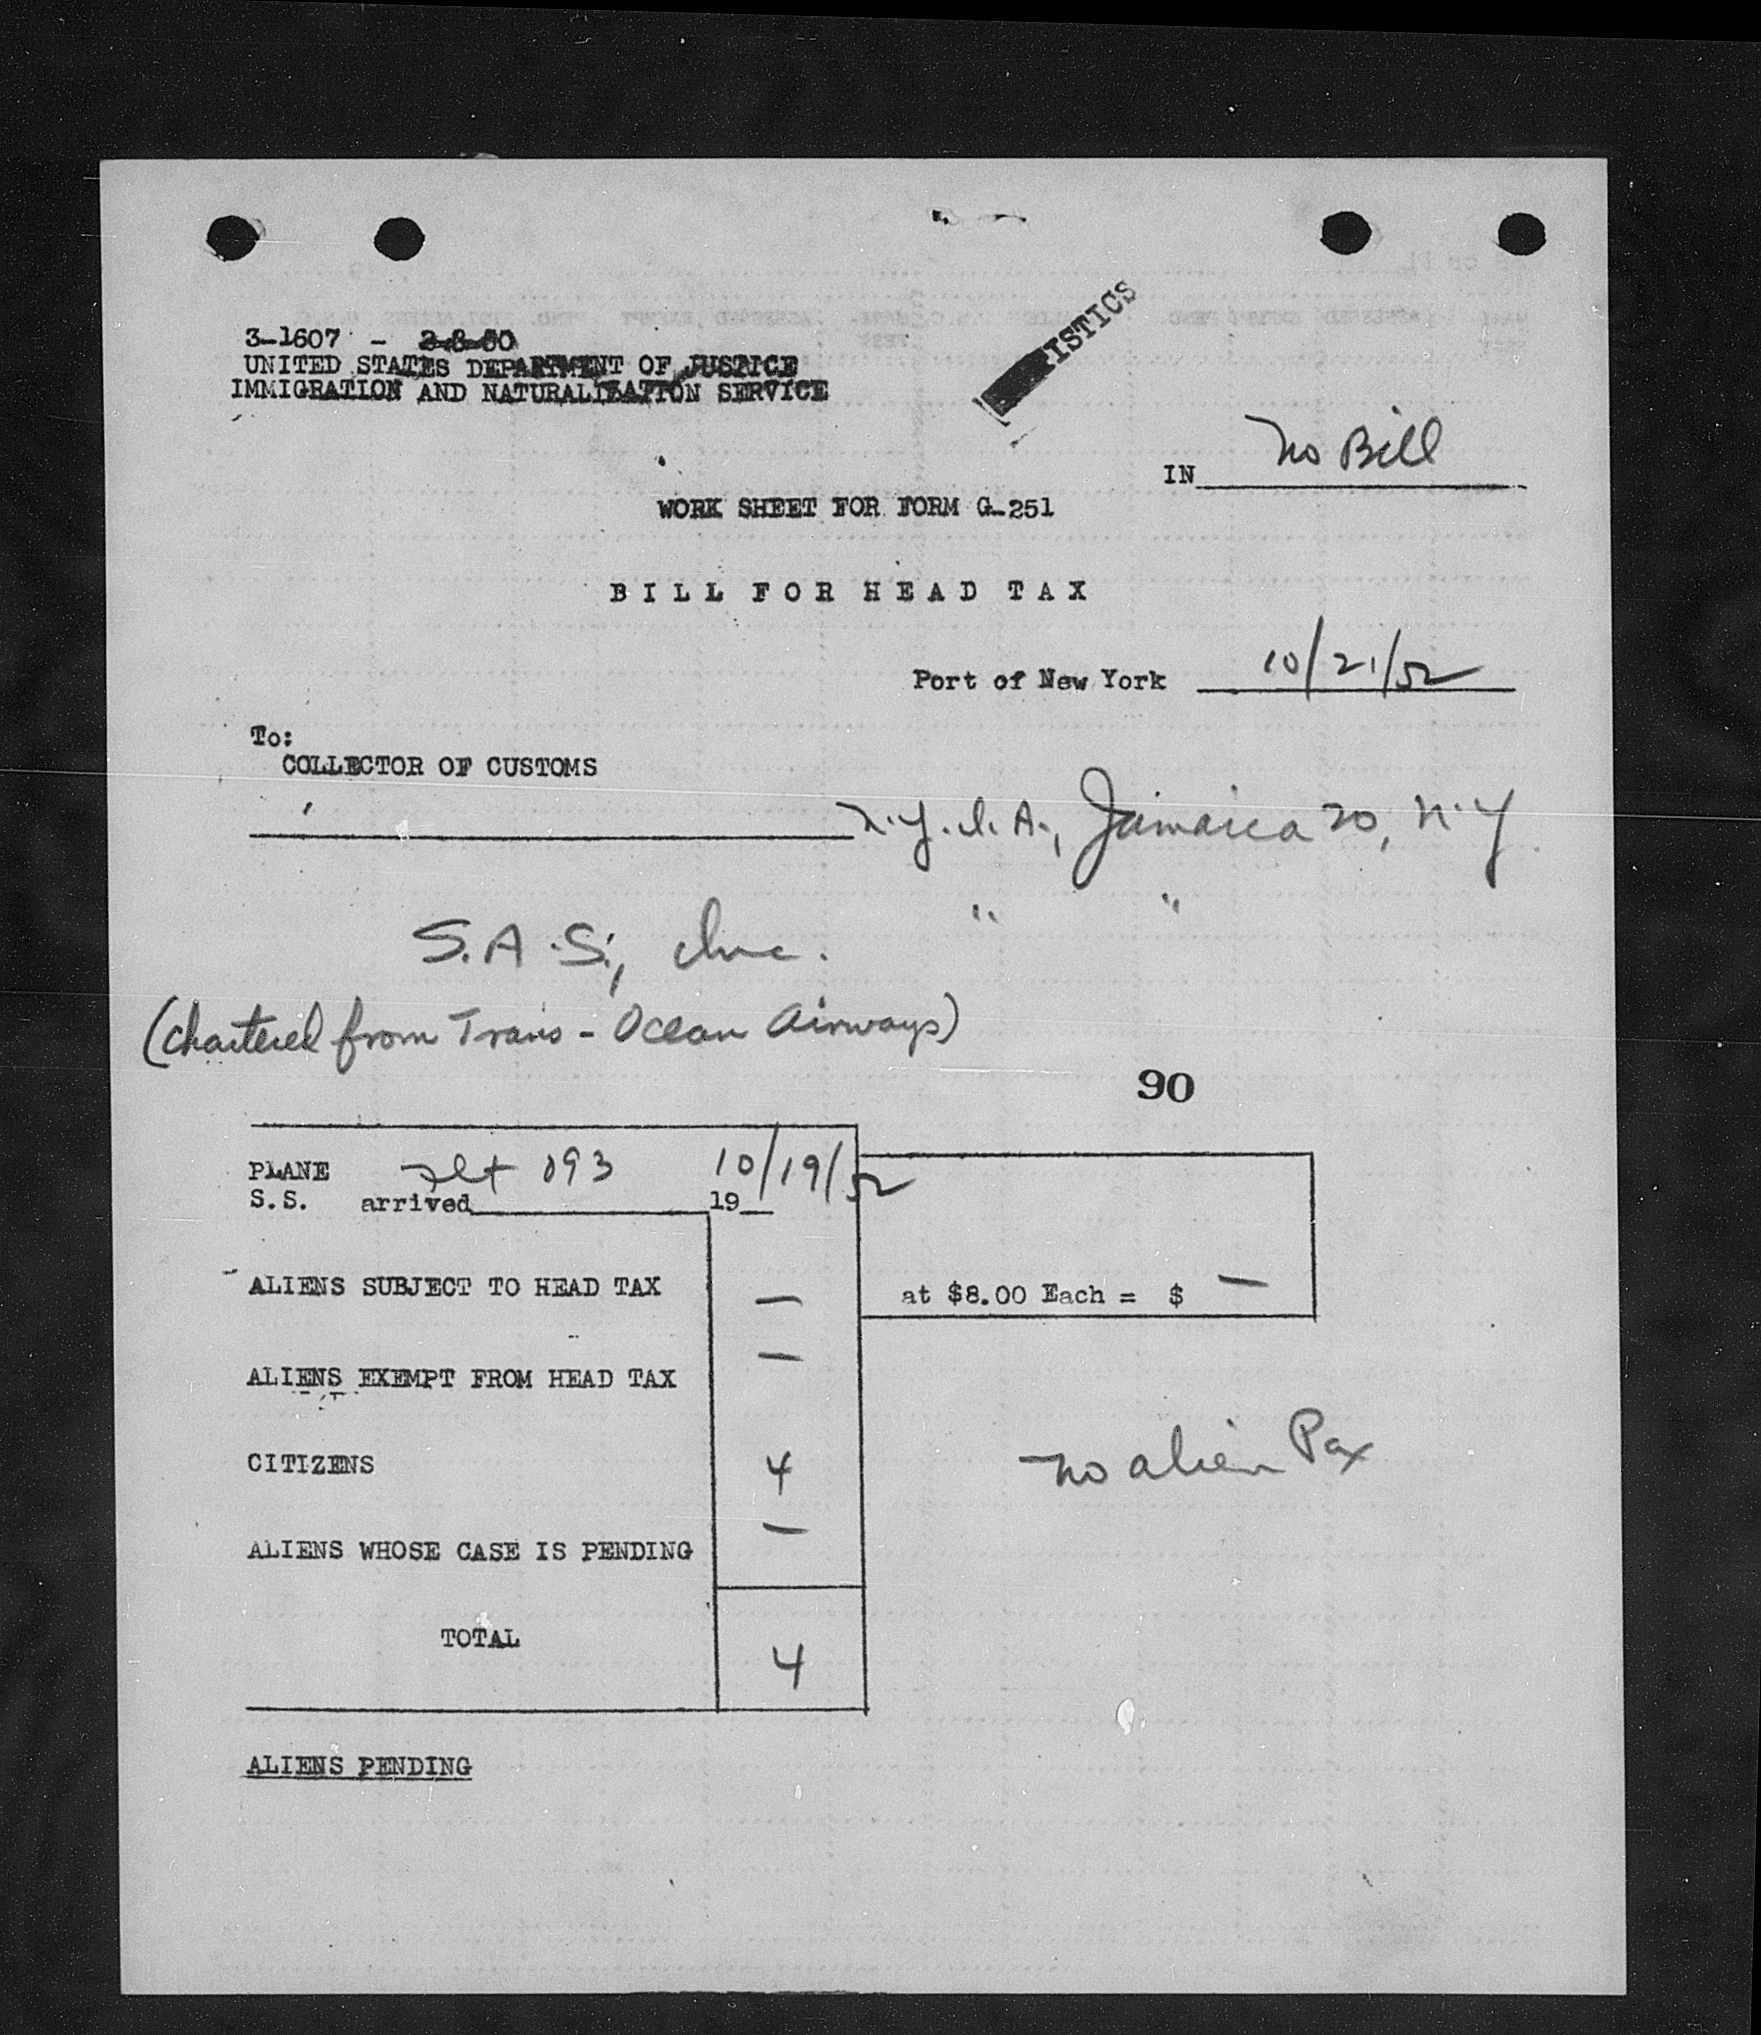 3-1607 - 2-8-50
UNITED STATES DEPARTMENT OF JUSTICE
IMMIGRATION AND NATURALIZATION SERVICE
ISTICS
IN No Bill
WORK SHEET FOR FORM G-251
BILL FOR HEAD TAX
Port of New York 10/21/52
To:
COLLECTOR OF CUSTOMS
N.Y.I.A., Jamaica 20, N.Y.
S.A.S., Inc. " "
(chartered from Trans-Ocean Airways)
90
PLANE flt 093 10/19/52
S.S. arrived 19
ALIENS SUBJECT TO HEAD TAX — at $8.00 Each = $ —
ALIENS EXEMPT FROM HEAD TAX —
CITIZENS 4 no alien Pax
ALIENS WHOSE CASE IS PENDING —
TOTAL 4
ALIENS PENDING